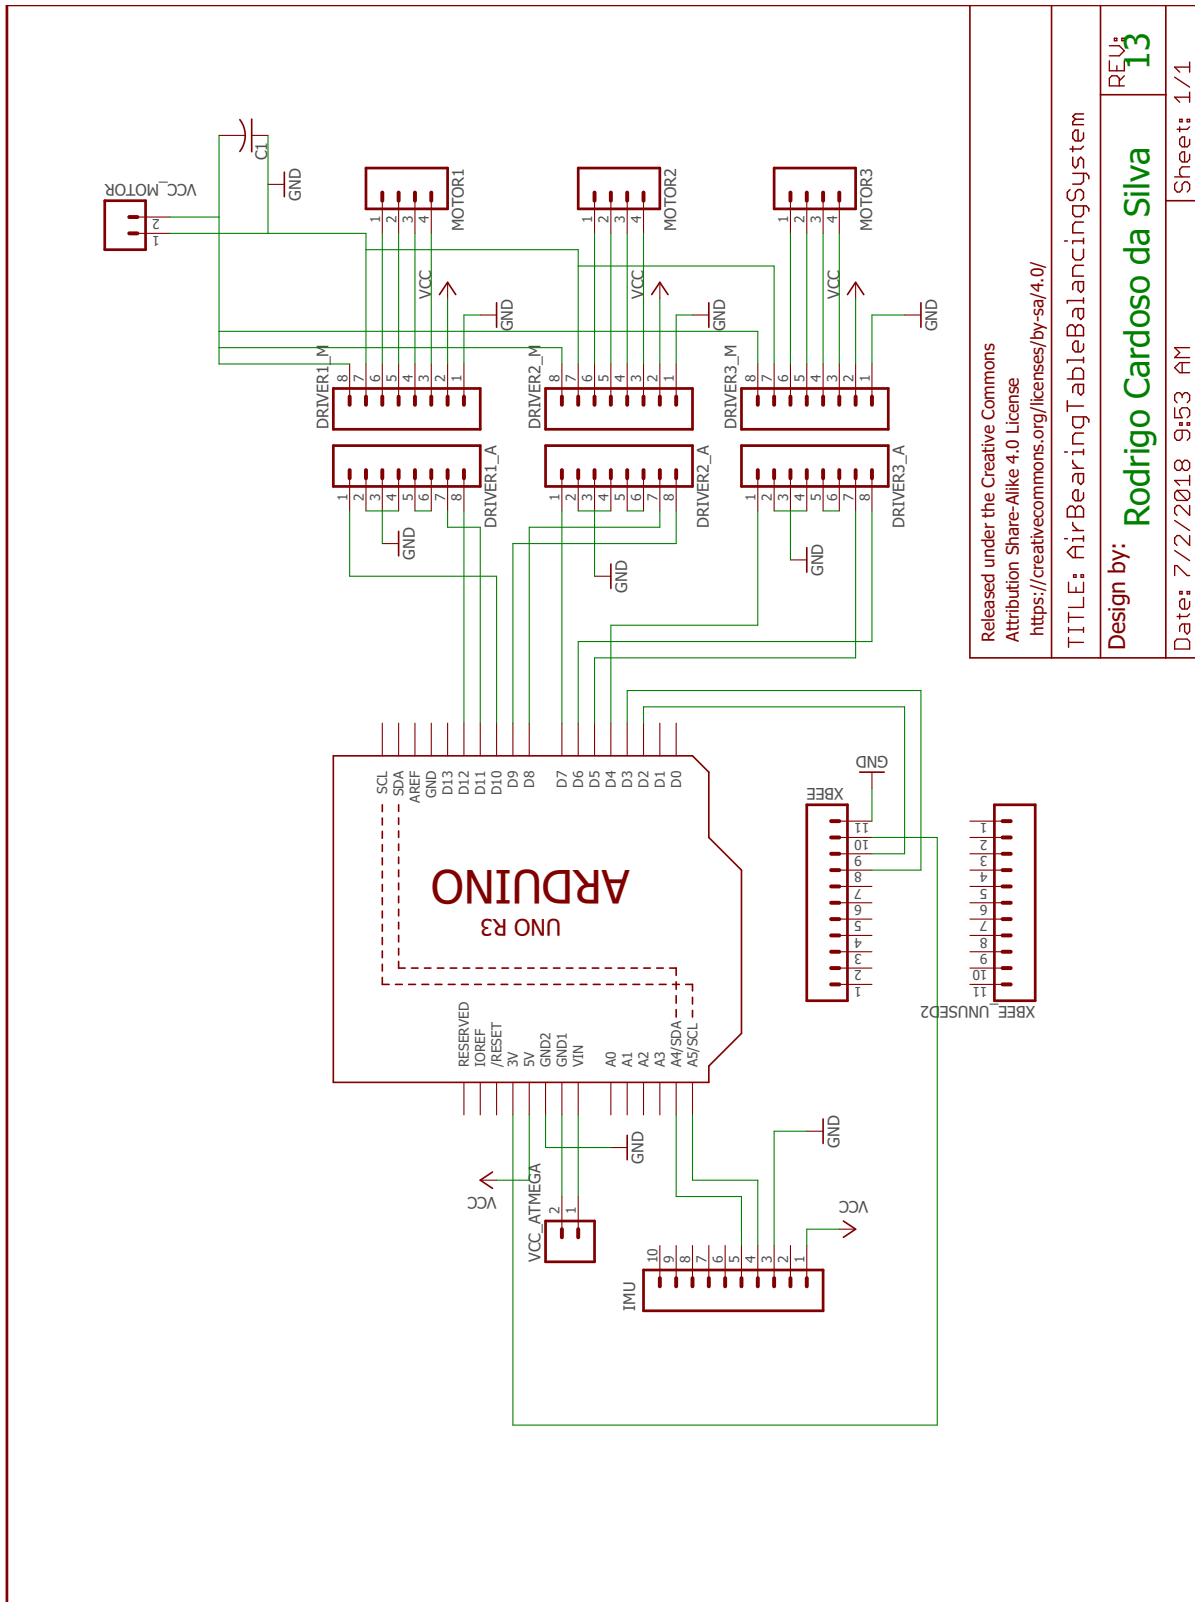 VCC_MOTOR
2
1
C1
GND
MOTOR1
1
2
3
4
MOTOR2
1
2
3
4
MOTOR3
1
2
3
4
VCC
GND
VCC
GND
VCC
GND
DRIVER1_M
8
7
6
5
4
3
2
1
DRIVER2_M
8
7
6
5
4
3
2
1
DRIVER3_M
8
7
6
5
4
3
2
1
DRIVER1_A
1
2
3
4
5
6
7
8
GND
DRIVER2_A
1
2
3
4
5
6
7
8
GND
DRIVER3_A
1
2
3
4
5
6
7
8
GND
SCL
SDA
AREF
GND
D13
D12
D11
D10
D9
D8
D7
D6
D5
D4
D3
D2
D1
D0
ARDUINO
UNO R3
RESERVED
IOREF
/RESET
3V
5V
GND2
GND1
VIN
A0
A1
A2
A3
A4/SDA
A5/SCL
XBEE
GND
11
10
9
8
7
6
5
4
3
2
1
XBEE_UNUSED2
1
2
3
4
5
6
7
8
9
10
11
VCC
VCC_ATMEGA
2
1
GND
IMU
10
9
8
7
6
5
4
3
2
1
GND
VCC
Released under the Creative Commons
Attribution Share-Alike 4.0 License
https://creativecommons.org/licenses/by-sa/4.0/
TITLE: AirBearingTableBalancingSystem
Design by: Rodrigo Cardoso da Silva
REV: 13
Date: 7/2/2018 9:53 AM
Sheet: 1/1